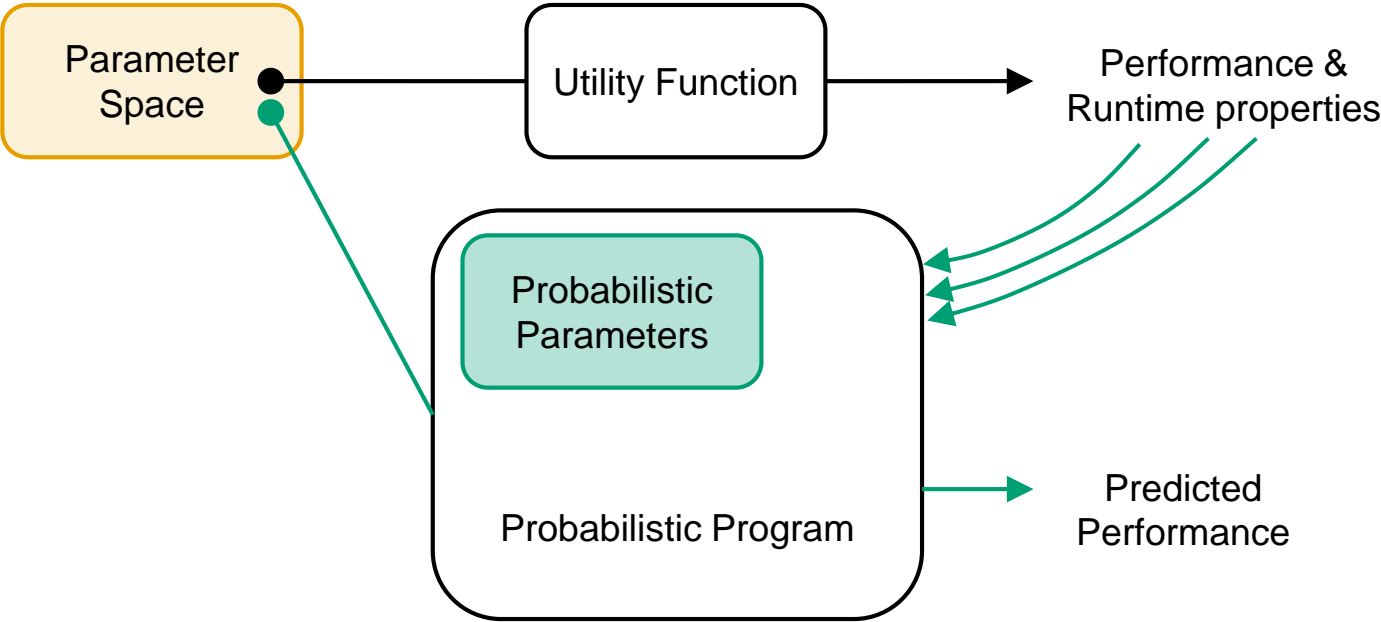 Parameter
Space
Utility Function
Performance &
Runtime properties
Probabilistic
Parameters
Probabilistic Program
Predicted
Performance